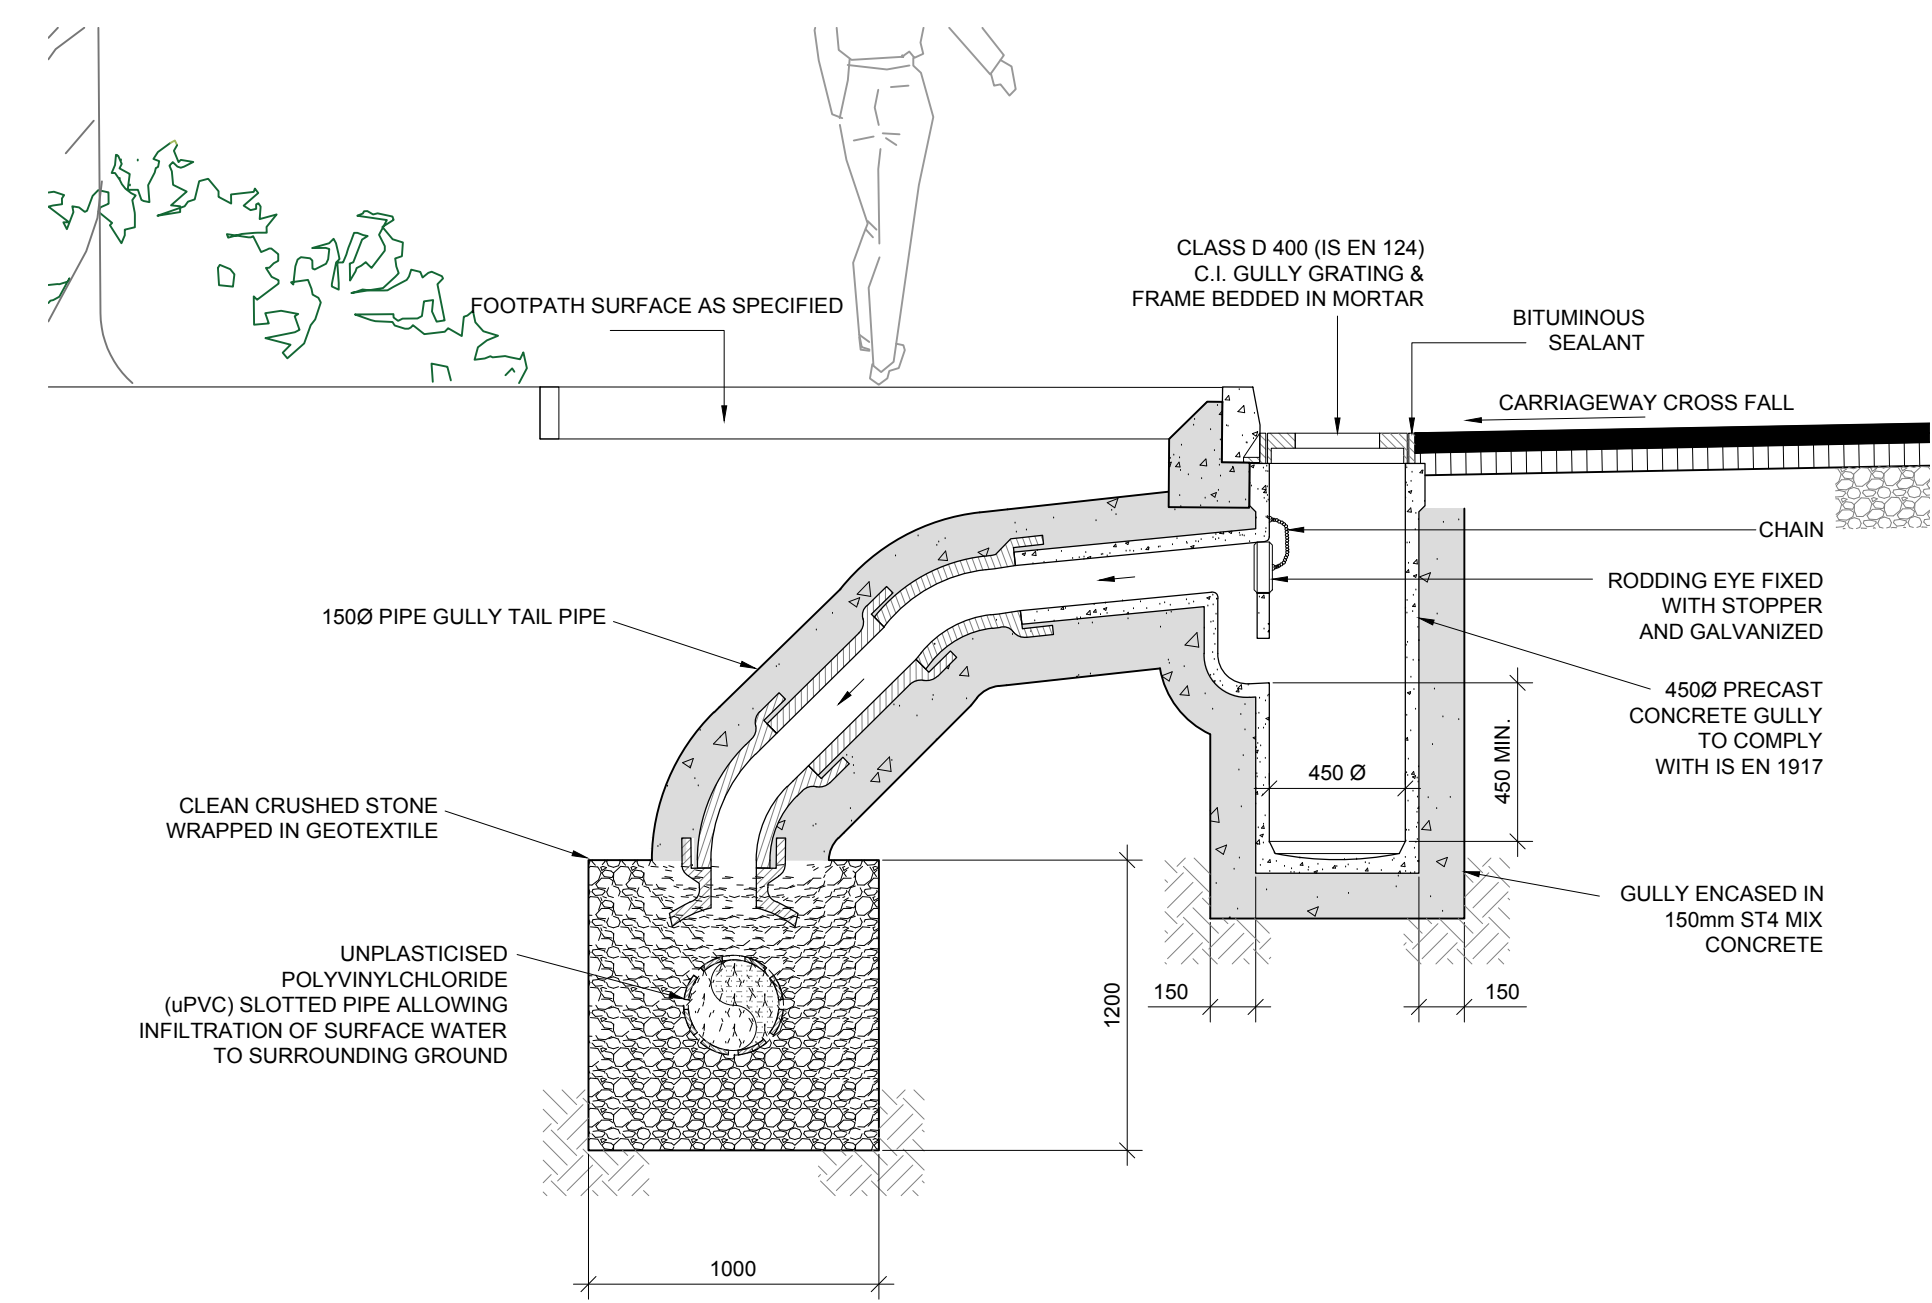 CLASS D 400 (IS EN 124)
C.I. GULLY GRATING &
FRAME BEDDED IN MORTAR
FOOTPATH SURFACE AS SPECIFIED
BITUMINOUS
SEALANT
CARRIAGEWAY CROSS FALL
CHAIN
RODDING EYE FIXED
WITH STOPPER
AND GALVANIZED
150Ø PIPE GULLY TAIL PIPE
450Ø PRECAST
CONCRETE GULLY
TO COMPLY
WITH IS EN 1917
450 MIN.
450 Ø
CLEAN CRUSHED STONE
WRAPPED IN GEOTEXTILE
GULLY ENCASED IN
150mm ST4 MIX
CONCRETE
UNPLASTICISED
POLYVINYLCHLORIDE
(uPVC) SLOTTED PIPE ALLOWING
INFILTRATION OF SURFACE WATER
TO SURROUNDING GROUND
1200
150
150
1000